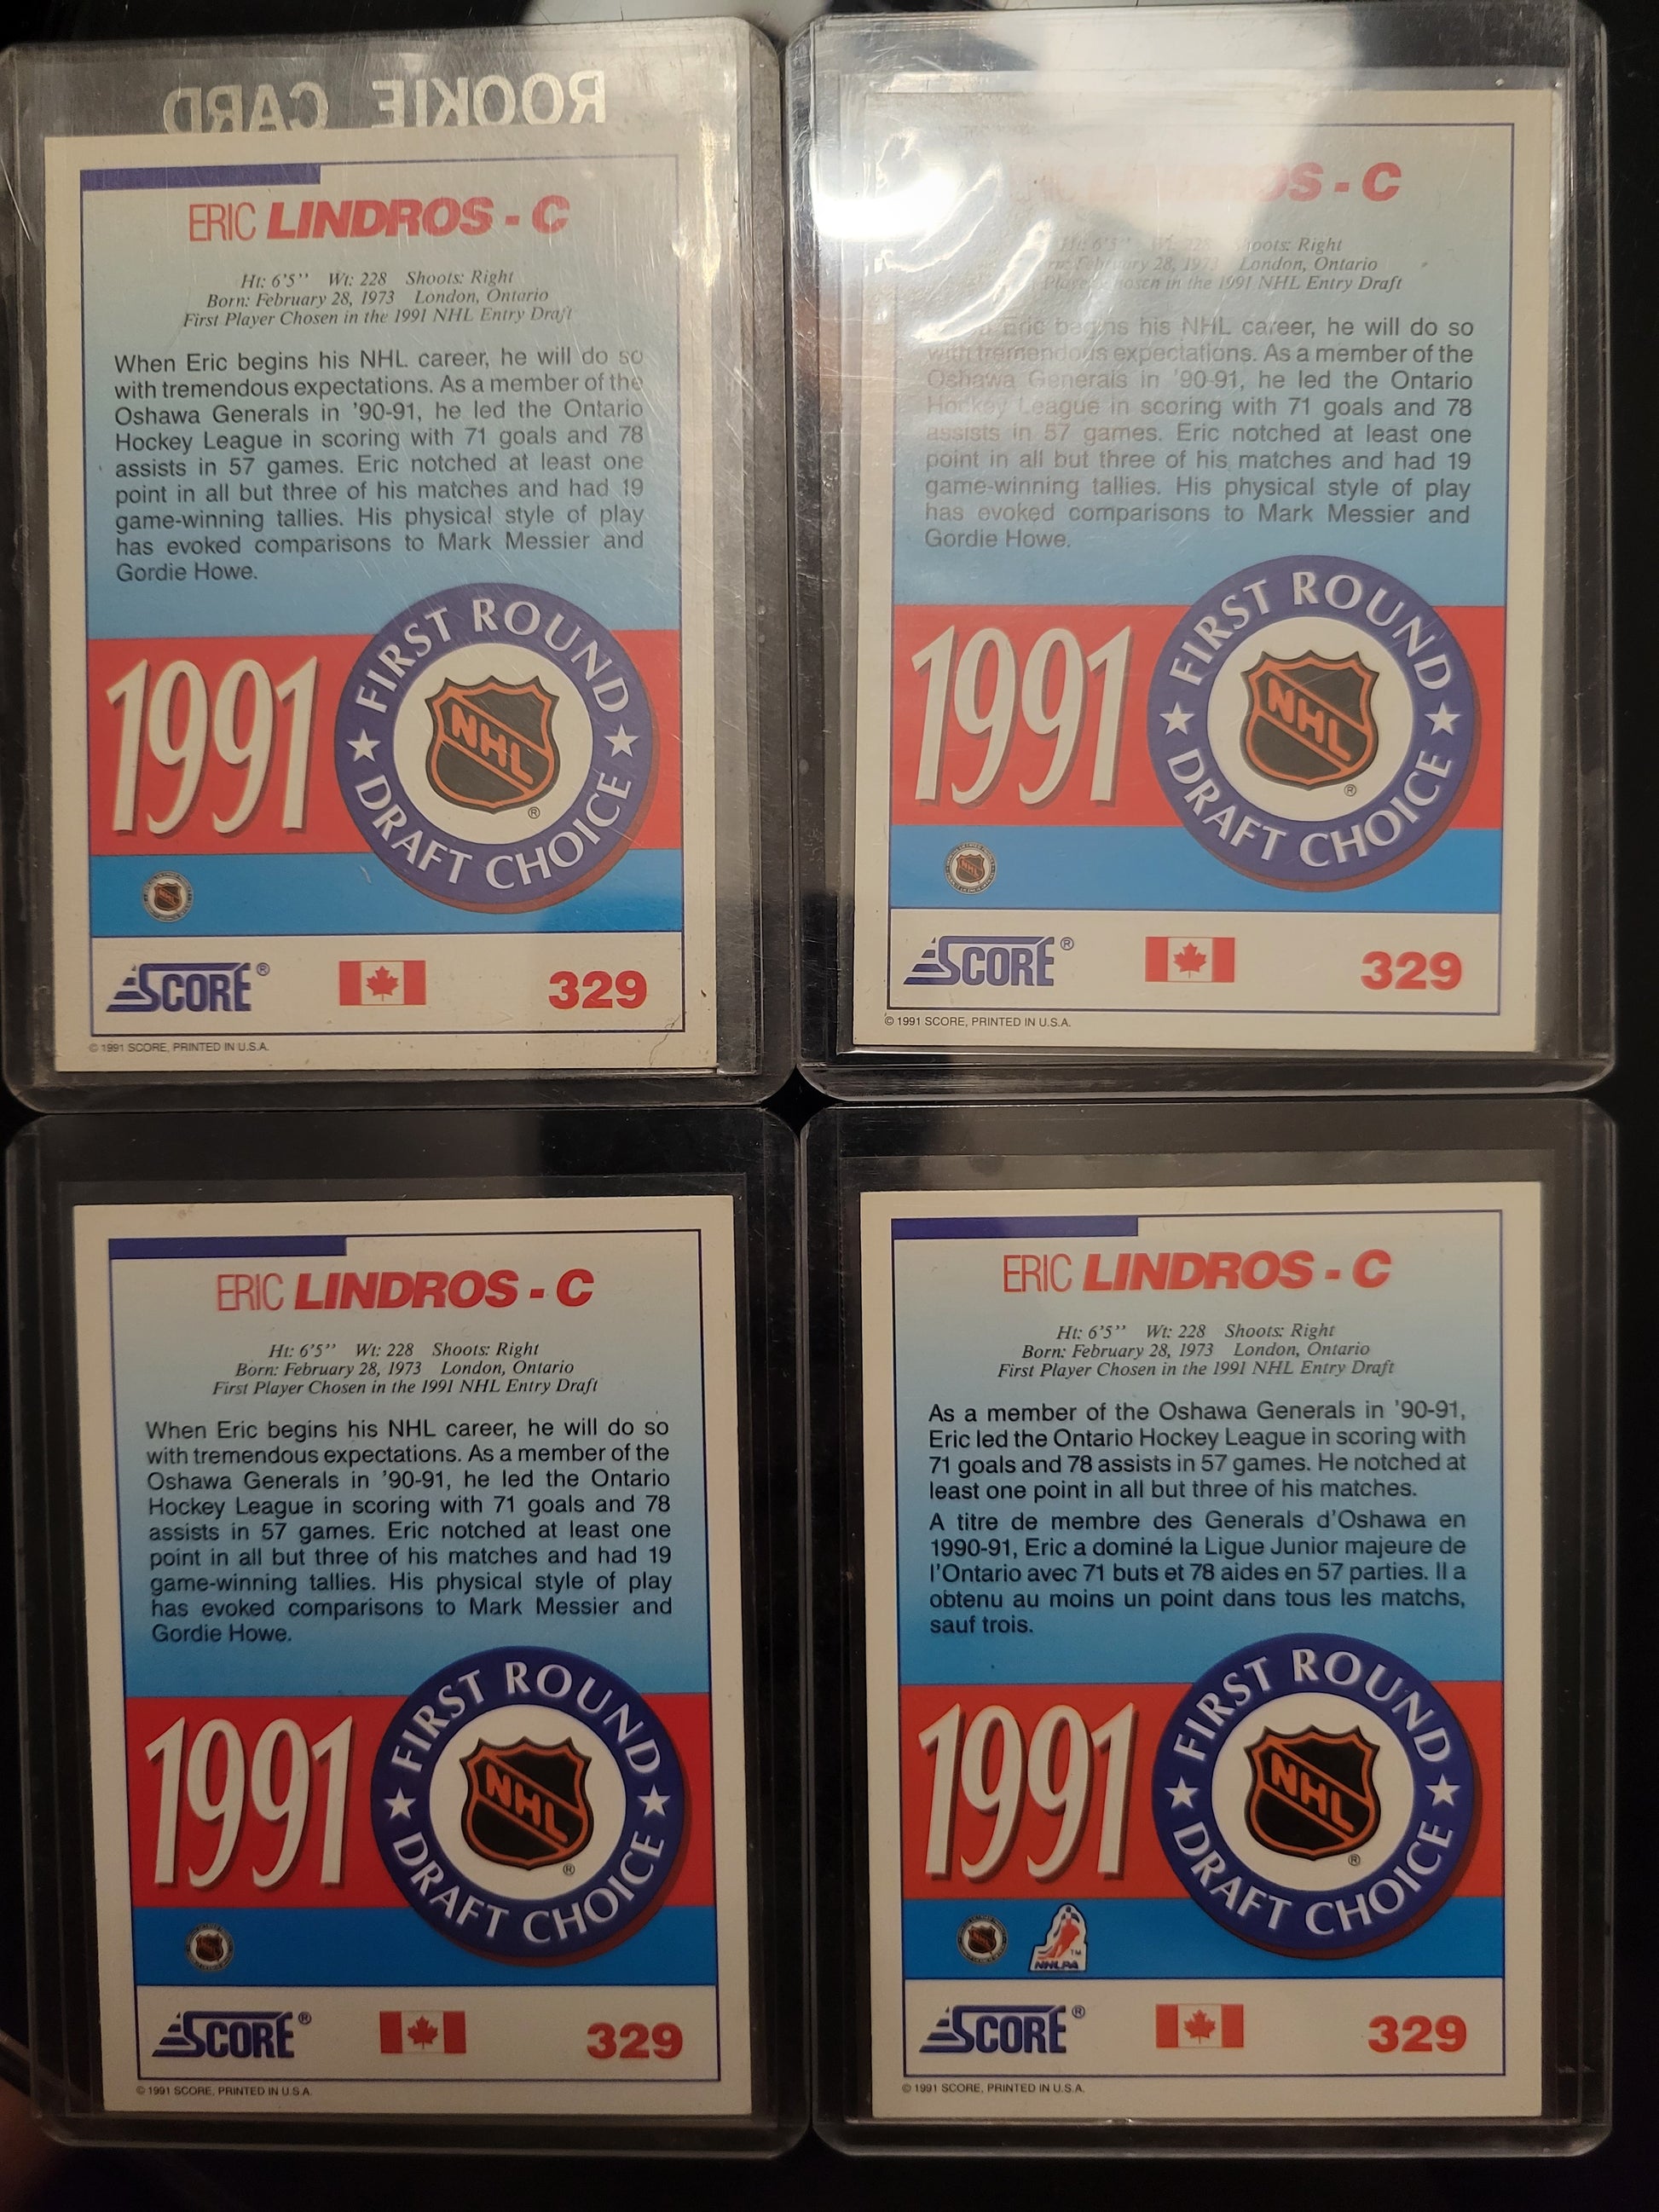 ROOKIE CARD
ERIC LINDROS - C
Ht: 6'5'' Wt: 228 Shoots: Right
Born: February 28, 1973 London, Ontario
First Player Chosen in the 1991 NHL Entry Draft
When Eric begins his NHL career, he will do so
with tremendous expectations. As a member of the
Oshawa Generals in '90-91, he led the Ontario
Hockey League in scoring with 71 goals and 78
assists in 57 games. Eric notched at least one
point in all but three of his matches and had 19
game-winning tallies. His physical style of play
has evoked comparisons to Mark Messier and
Gordie Howe.
1991
FIRST ROUND
NHL
®
DRAFT CHOICE
NHL
SCORE®
329
© 1991 SCORE, PRINTED IN U.S.A.
OS - C
Ht: 6'5'' Wt: 228 Shoots: Right
February 28, 1973 London, Ontario
Player Chosen in the 1991 NHL Entry Draft
Eric begins his NHL career, he will do so
with tremendous expectations. As a member of the
Oshawa Generals in '90-91, he led the Ontario
Hockey League in scoring with 71 goals and 78
assists in 57 games. Eric notched at least one
point in all but three of his matches and had 19
game-winning tallies. His physical style of play
has evoked comparisons to Mark Messier and
Gordie Howe.
1991
FIRST ROUND
NHL
®
DRAFT CHOICE
NHL
SCORE®
329
© 1991 SCORE, PRINTED IN U.S.A.
ERIC LINDROS - C
Ht: 6'5'' Wt: 228 Shoots: Right
Born: February 28, 1973 London, Ontario
First Player Chosen in the 1991 NHL Entry Draft
When Eric begins his NHL career, he will do so
with tremendous expectations. As a member of the
Oshawa Generals in '90-91, he led the Ontario
Hockey League in scoring with 71 goals and 78
assists in 57 games. Eric notched at least one
point in all but three of his matches and had 19
game-winning tallies. His physical style of play
has evoked comparisons to Mark Messier and
Gordie Howe.
1991
FIRST ROUND
NHL
®
DRAFT CHOICE
NHL
SCORE®
329
© 1991 SCORE, PRINTED IN U.S.A.
ERIC LINDROS - C
Ht: 6'5'' Wt: 228 Shoots: Right
Born: February 28, 1973 London, Ontario
First Player Chosen in the 1991 NHL Entry Draft
As a member of the Oshawa Generals in '90-91,
Eric led the Ontario Hockey League in scoring with
71 goals and 78 assists in 57 games. He notched at
least one point in all but three of his matches.
A titre de membre des Generals d'Oshawa en
1990-91, Eric a dominé la Ligue Junior majeure de
l'Ontario avec 71 buts et 78 aides en 57 parties. Il a
obtenu au moins un point dans tous les matchs,
sauf trois.
1991
FIRST ROUND
NHL
®
DRAFT CHOICE
NHL
TM
NHLPA
SCORE®
329
© 1991 SCORE, PRINTED IN U.S.A.